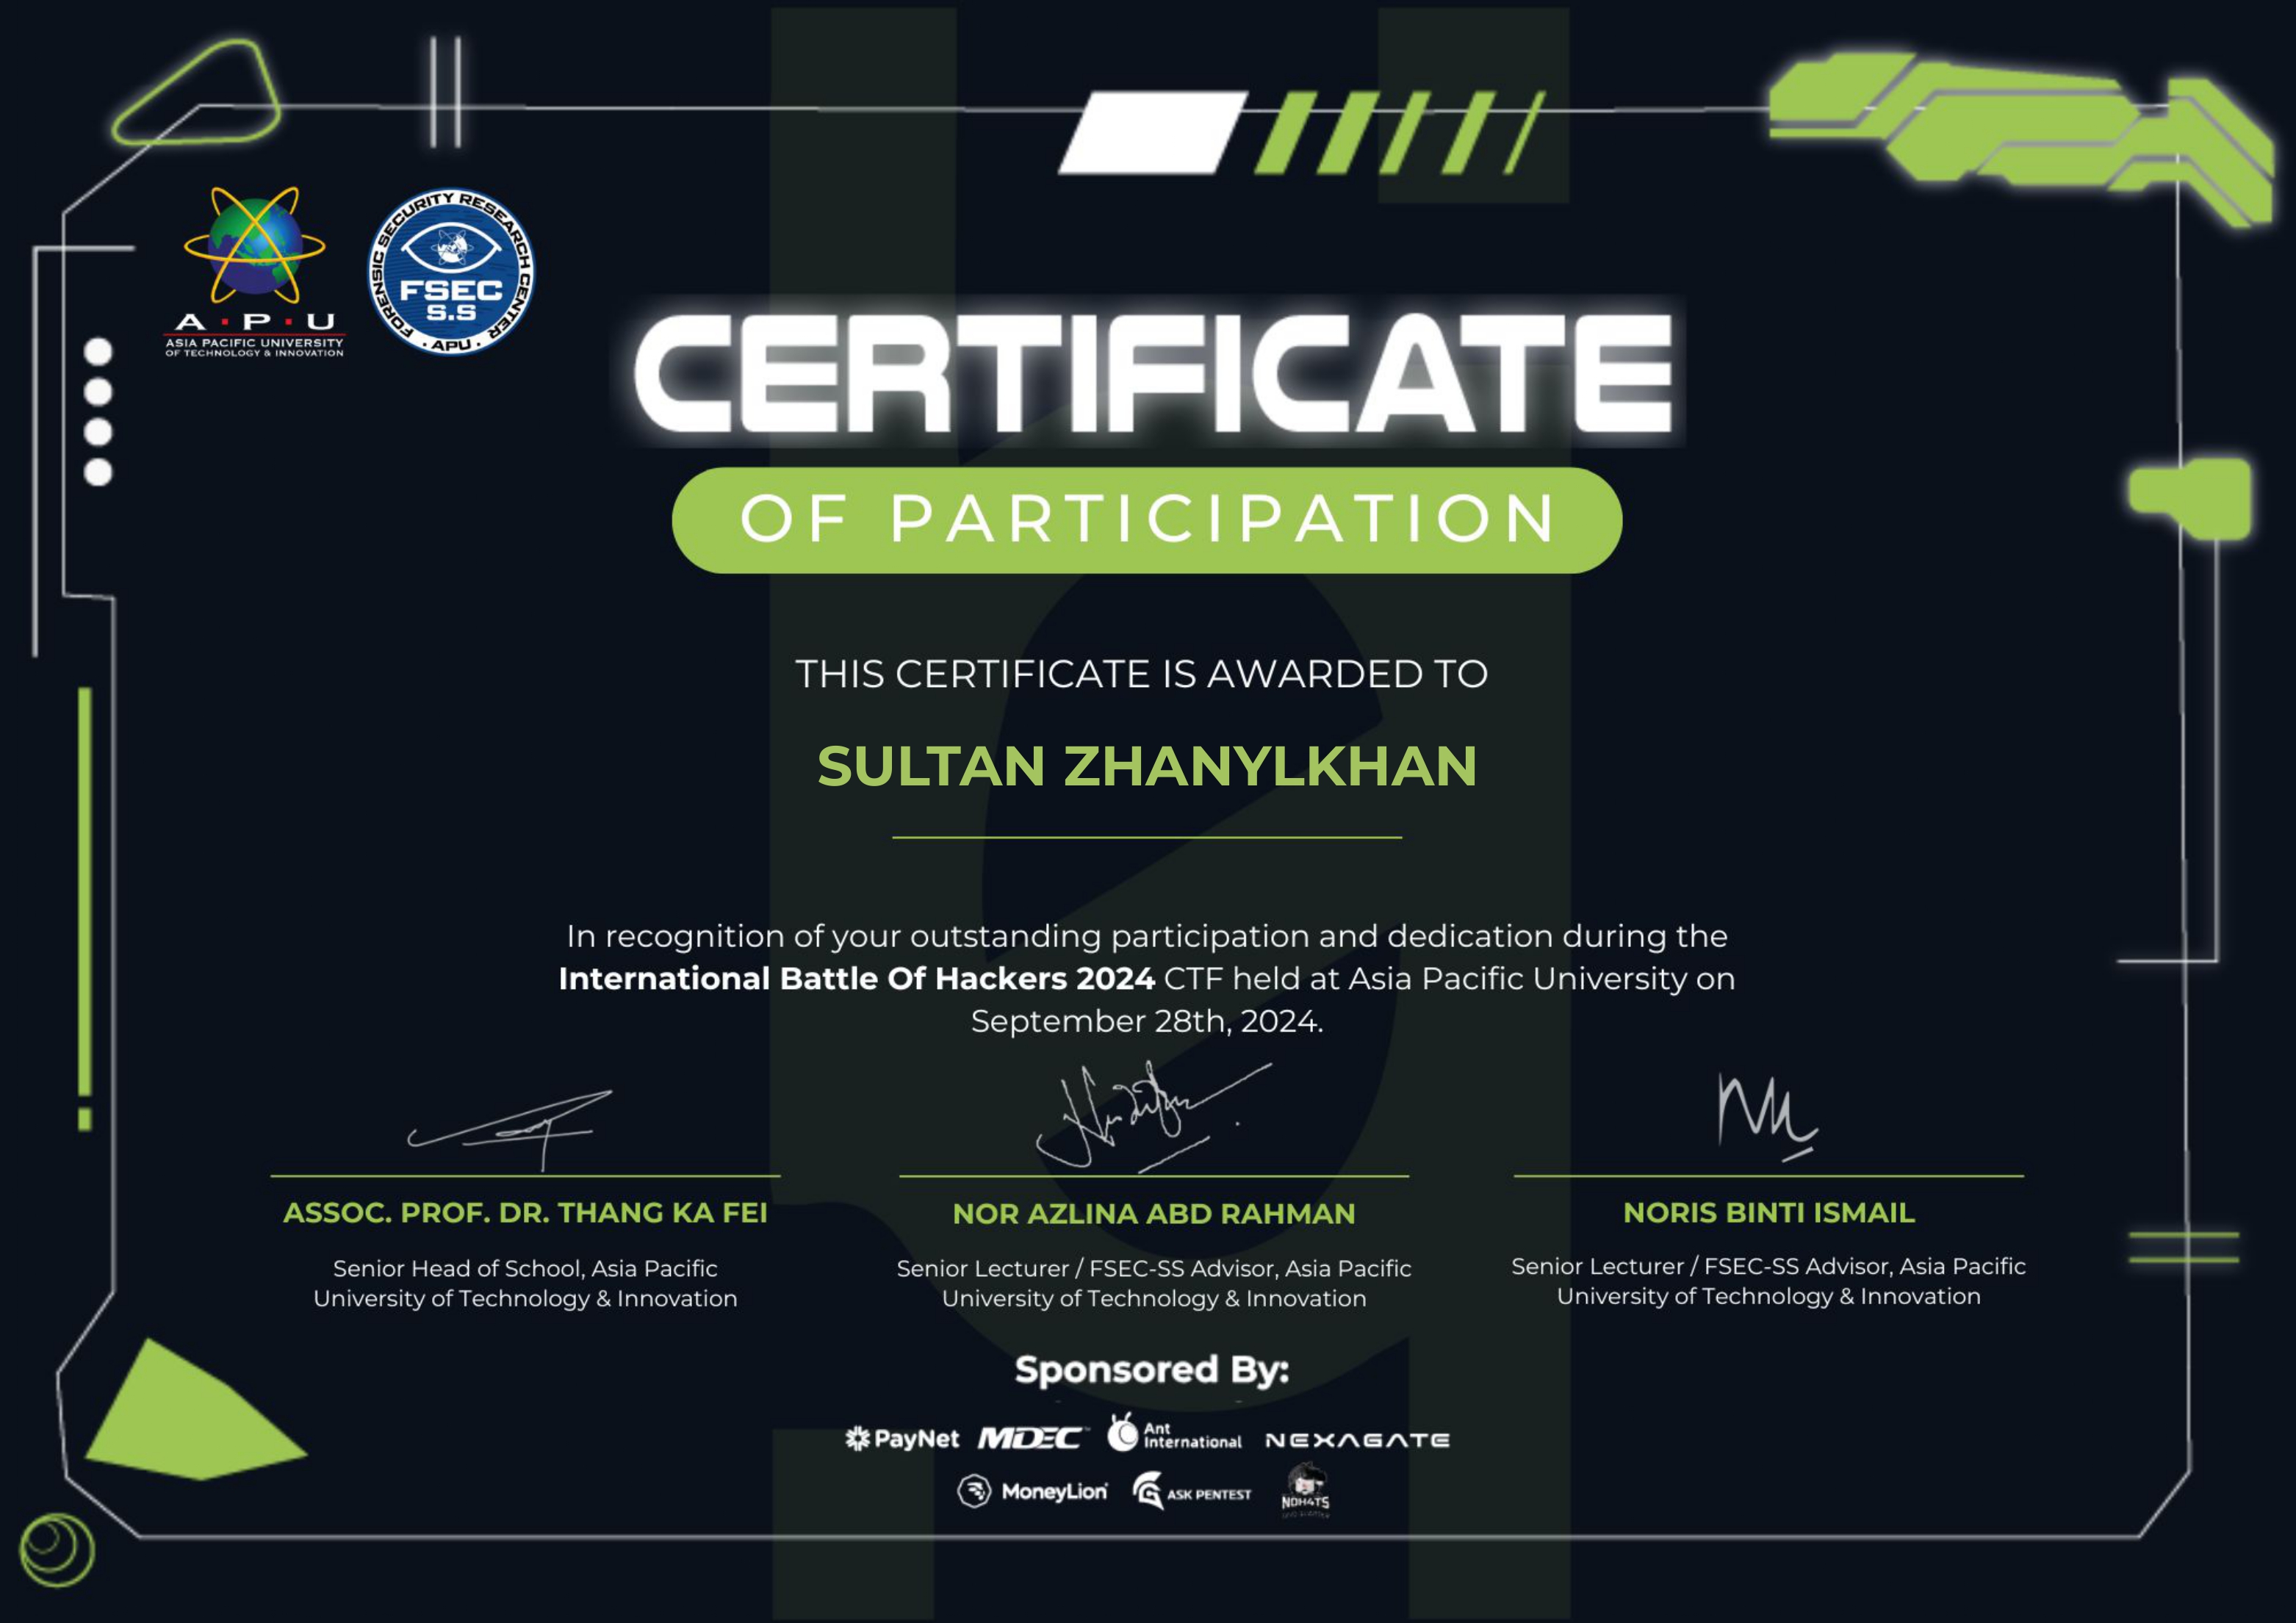 A · P · U
ASIA PACIFIC UNIVERSITY
OF TECHNOLOGY & INNOVATION
FORENSIC SECURITY RESEARCH CENTER
FSEC
S.S
· APU ·
CERTIFICATE
OF PARTICIPATION
THIS CERTIFICATE IS AWARDED TO
SULTAN ZHANYLKHAN
In recognition of your outstanding participation and dedication during the
International Battle Of Hackers 2024 CTF held at Asia Pacific University on
September 28th, 2024.
ASSOC. PROF. DR. THANG KA FEI
Senior Head of School, Asia Pacific
University of Technology & Innovation
NOR AZLINA ABD RAHMAN
Senior Lecturer / FSEC-SS Advisor, Asia Pacific
University of Technology & Innovation
NORIS BINTI ISMAIL
Senior Lecturer / FSEC-SS Advisor, Asia Pacific
University of Technology & Innovation
Sponsored By:
PayNet MDEC Ant International NEXAGATE
MoneyLion ASK PENTEST NOH4TS